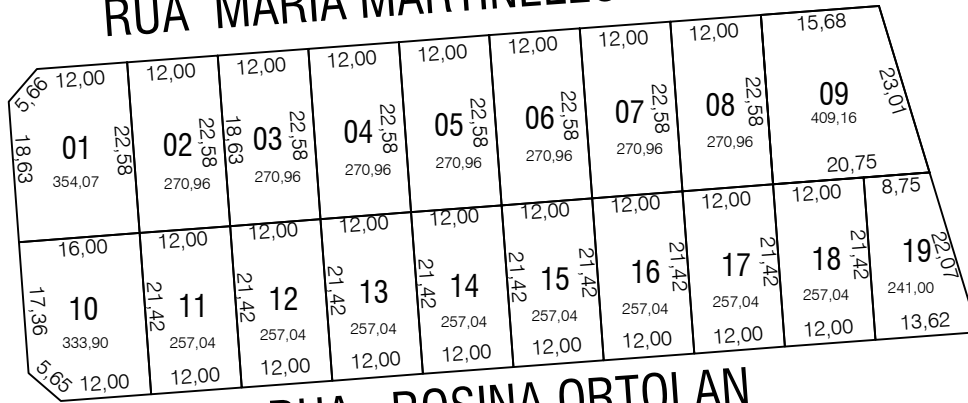 RUA MARIA
5,66 12,00 12,00 12,00 12,00 12,00 12,00 12,00 12,00 15,68
18,63 01 22,58 02 22,58 18,63 03 22,58 04 22,58 05 22,58 06 22,58 07 22,58 08 22,58 09 23,01
354,07 270,96 270,96 270,96 270,96 270,96 270,96 270,96 409,16
20,75
16,00 12,00 12,00 12,00 12,00 12,00 12,00 12,00 12,00 8,75
17,36 10 21,42 11 21,42 12 21,42 13 21,42 14 21,42 15 21,42 16 21,42 17 21,42 18 21,42 19 22,07
333,90 257,04 257,04 257,04 257,04 257,04 257,04 257,04 257,04 241,00
5,65 12,00 12,00 12,00 12,00 12,00 12,00 12,00 12,00 12,00 13,62
RUA ROSINA ORTOLAN